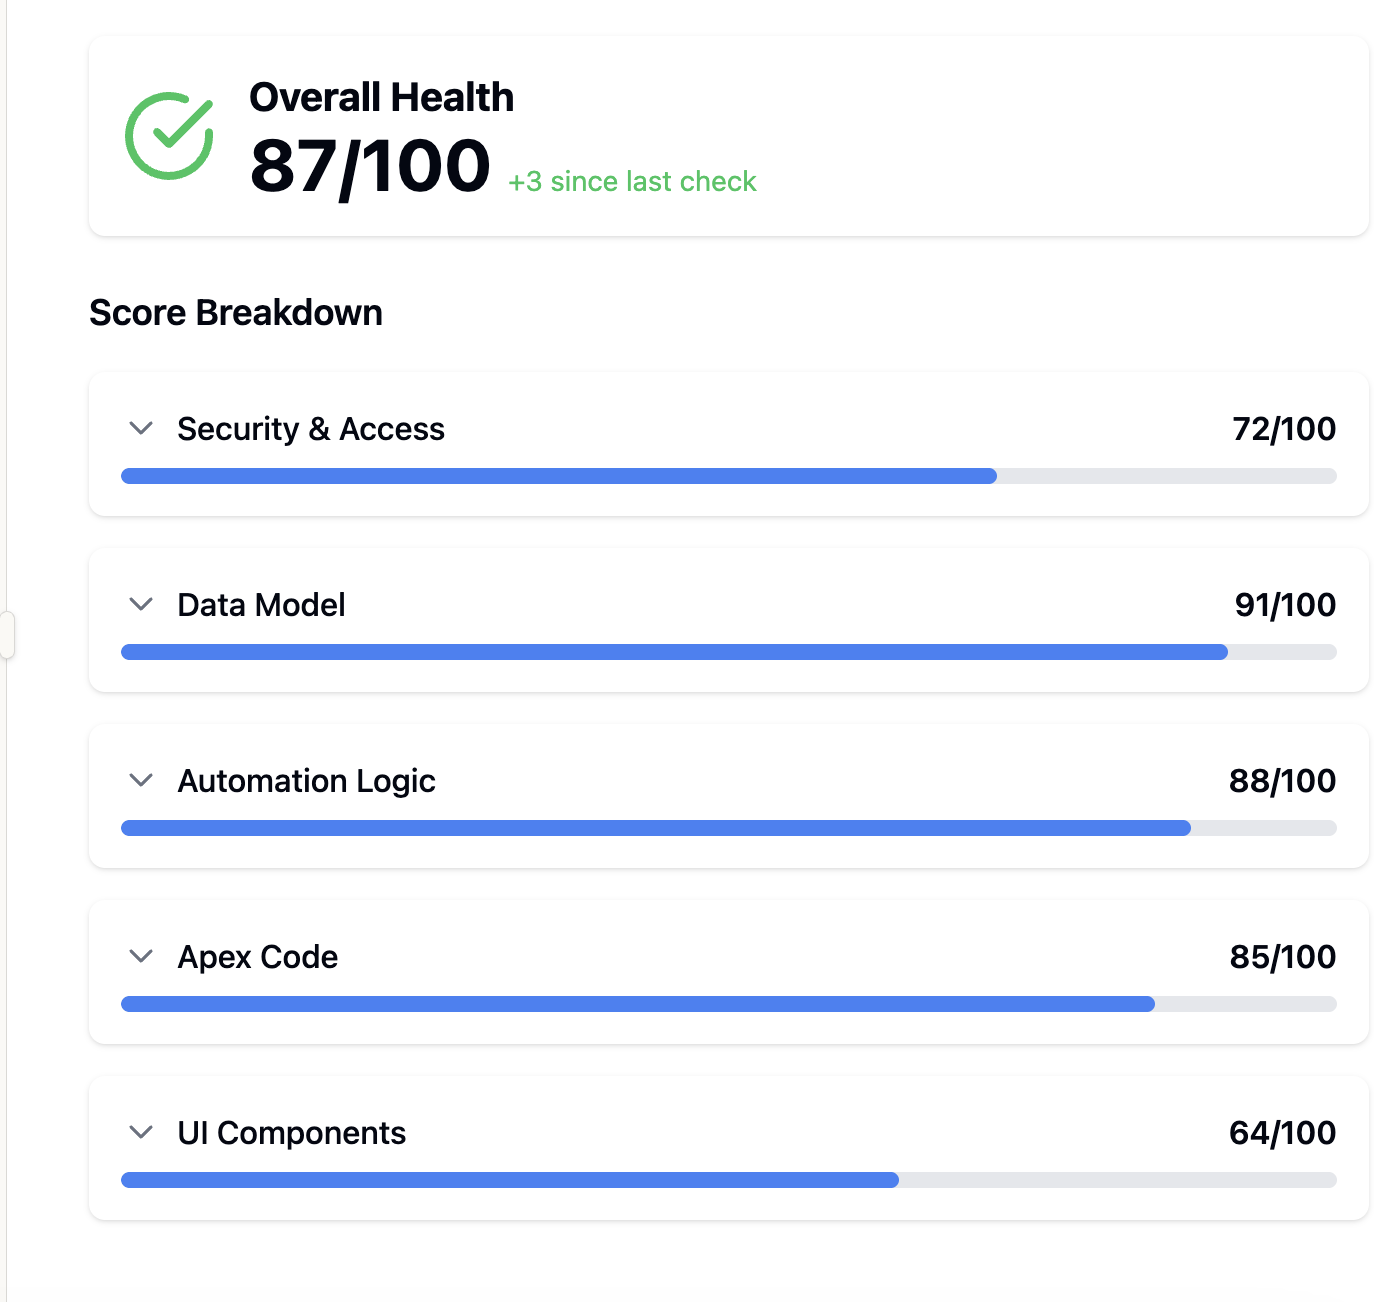 Overall Health
87/100 +3 since last check
Score Breakdown
Security & Access 72/100
Data Model 91/100
Automation Logic 88/100
Apex Code 85/100
UI Components 64/100